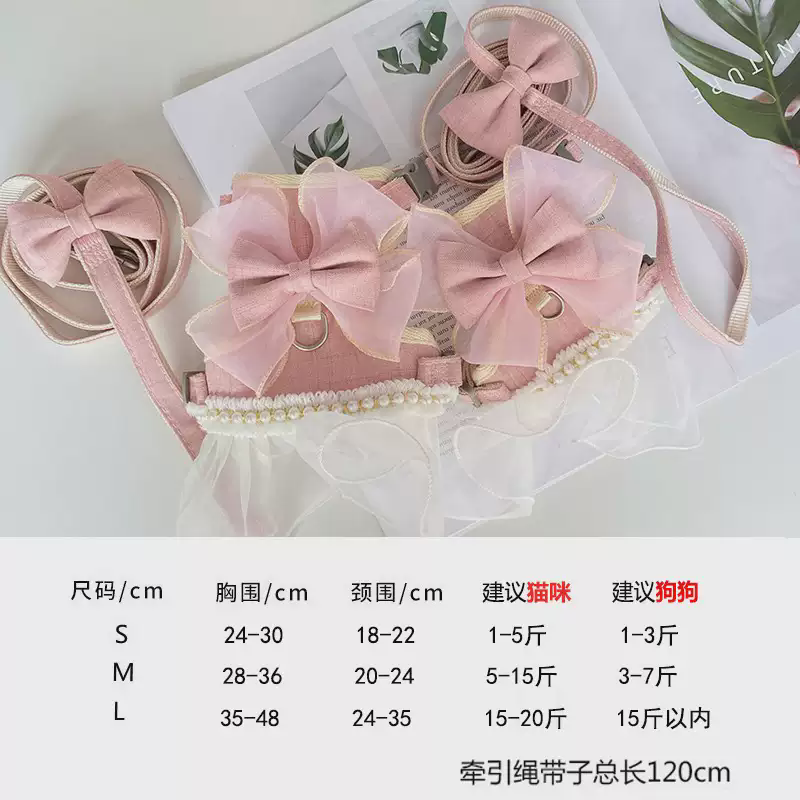 NITURE
尺码/cm 胸围/cm 颈围/cm 建议猫咪 建议狗狗
S 24-30 18-22 1-5斤 1-3斤
M 28-36 20-24 5-15斤 3-7斤
L 35-48 24-35 15-20斤 15斤以内
牵引绳带子总长120cm